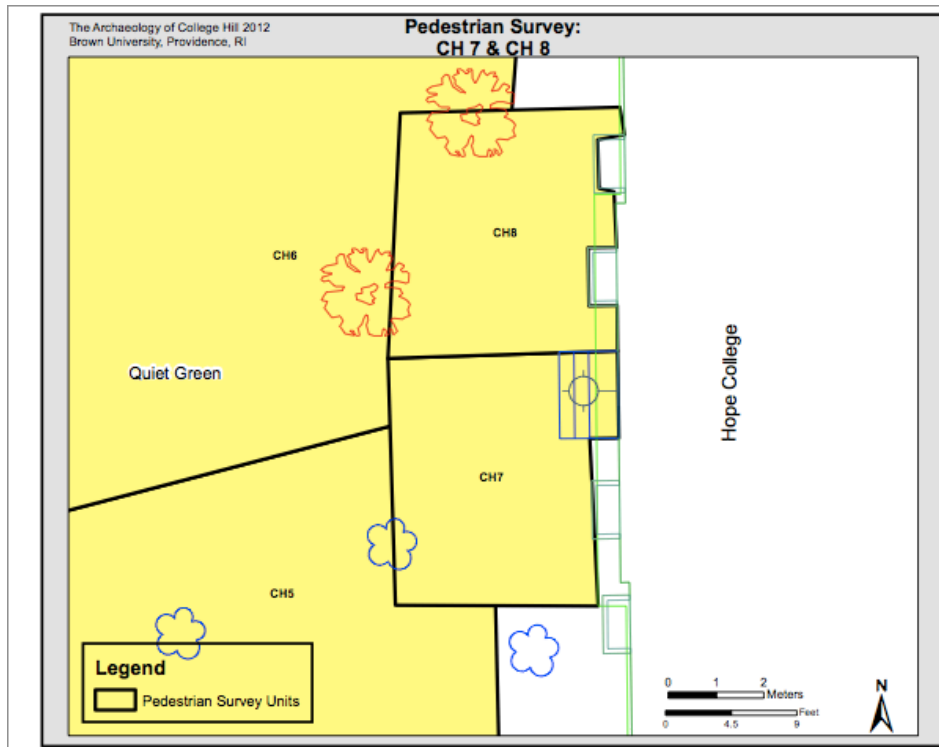 The Archaeology of College Hill 2012
Brown University, Providence, RI
Pedestrian Survey:
CH 7 & CH 8
CH8
CH6
Hope College
Quiet Green
CH7
CH5
Legend
Pedestrian Survey Units
0 1 2
Meters
Feet
0 4.5 9
N